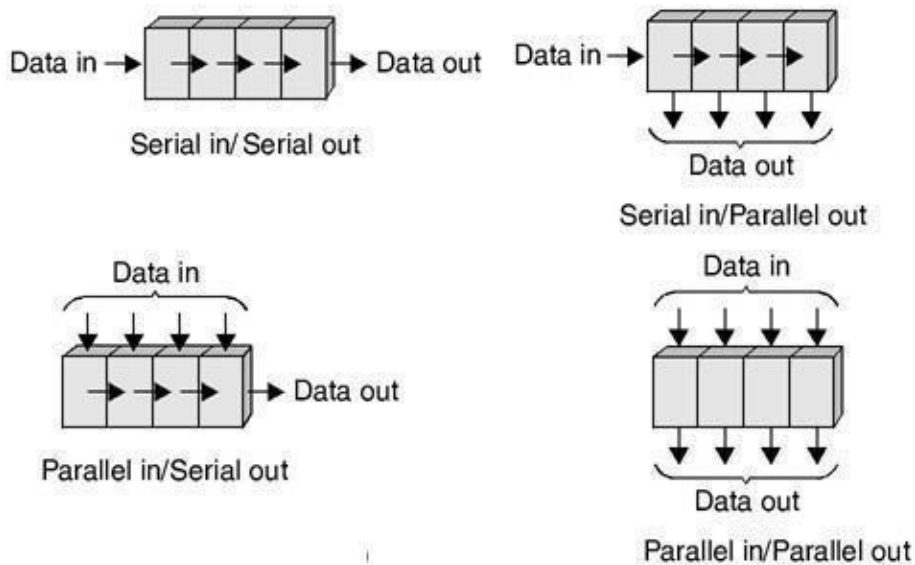 Data in
Data out
Serial in/ Serial out
Data in
Data out
Serial in/Parallel out
Data in
Data out
Parallel in/Serial out
Data in
Data out
Parallel in/Parallel out